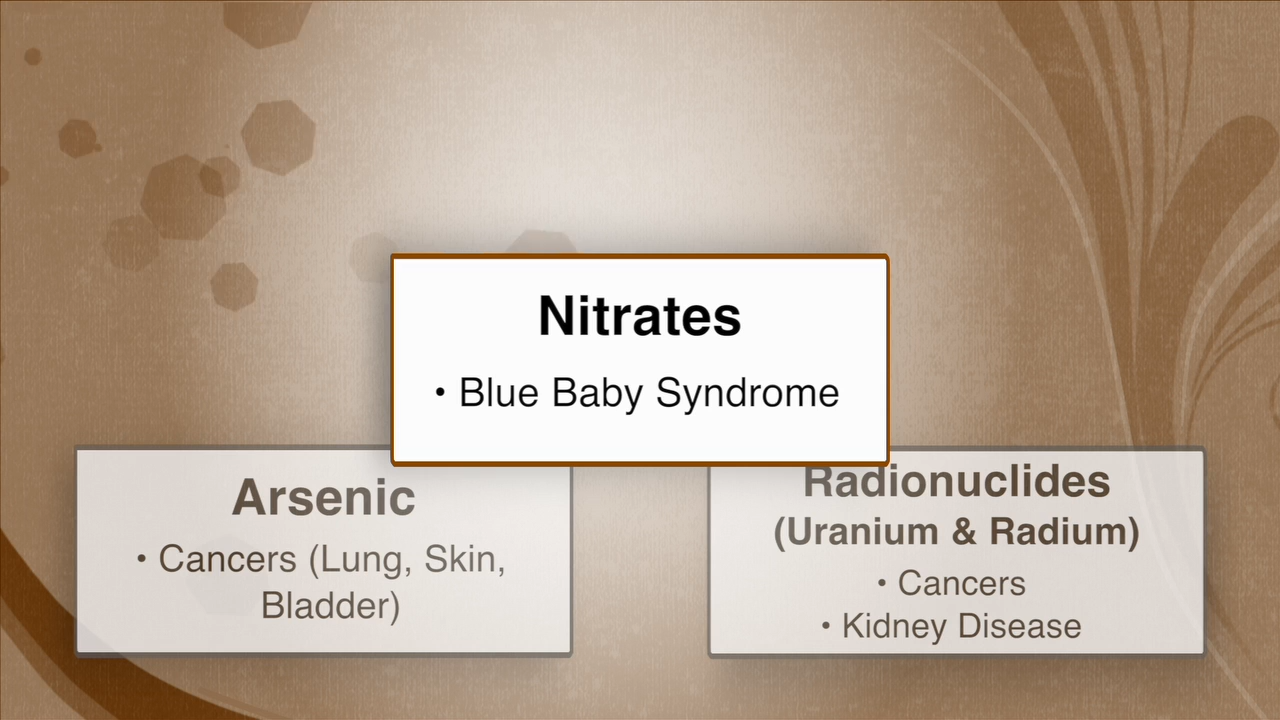 Nitrates
• Blue Baby Syndrome
Arsenic
• Cancers (Lung, Skin,
Bladder)
Radionuclides
(Uranium & Radium)
• Cancers
• Kidney Disease